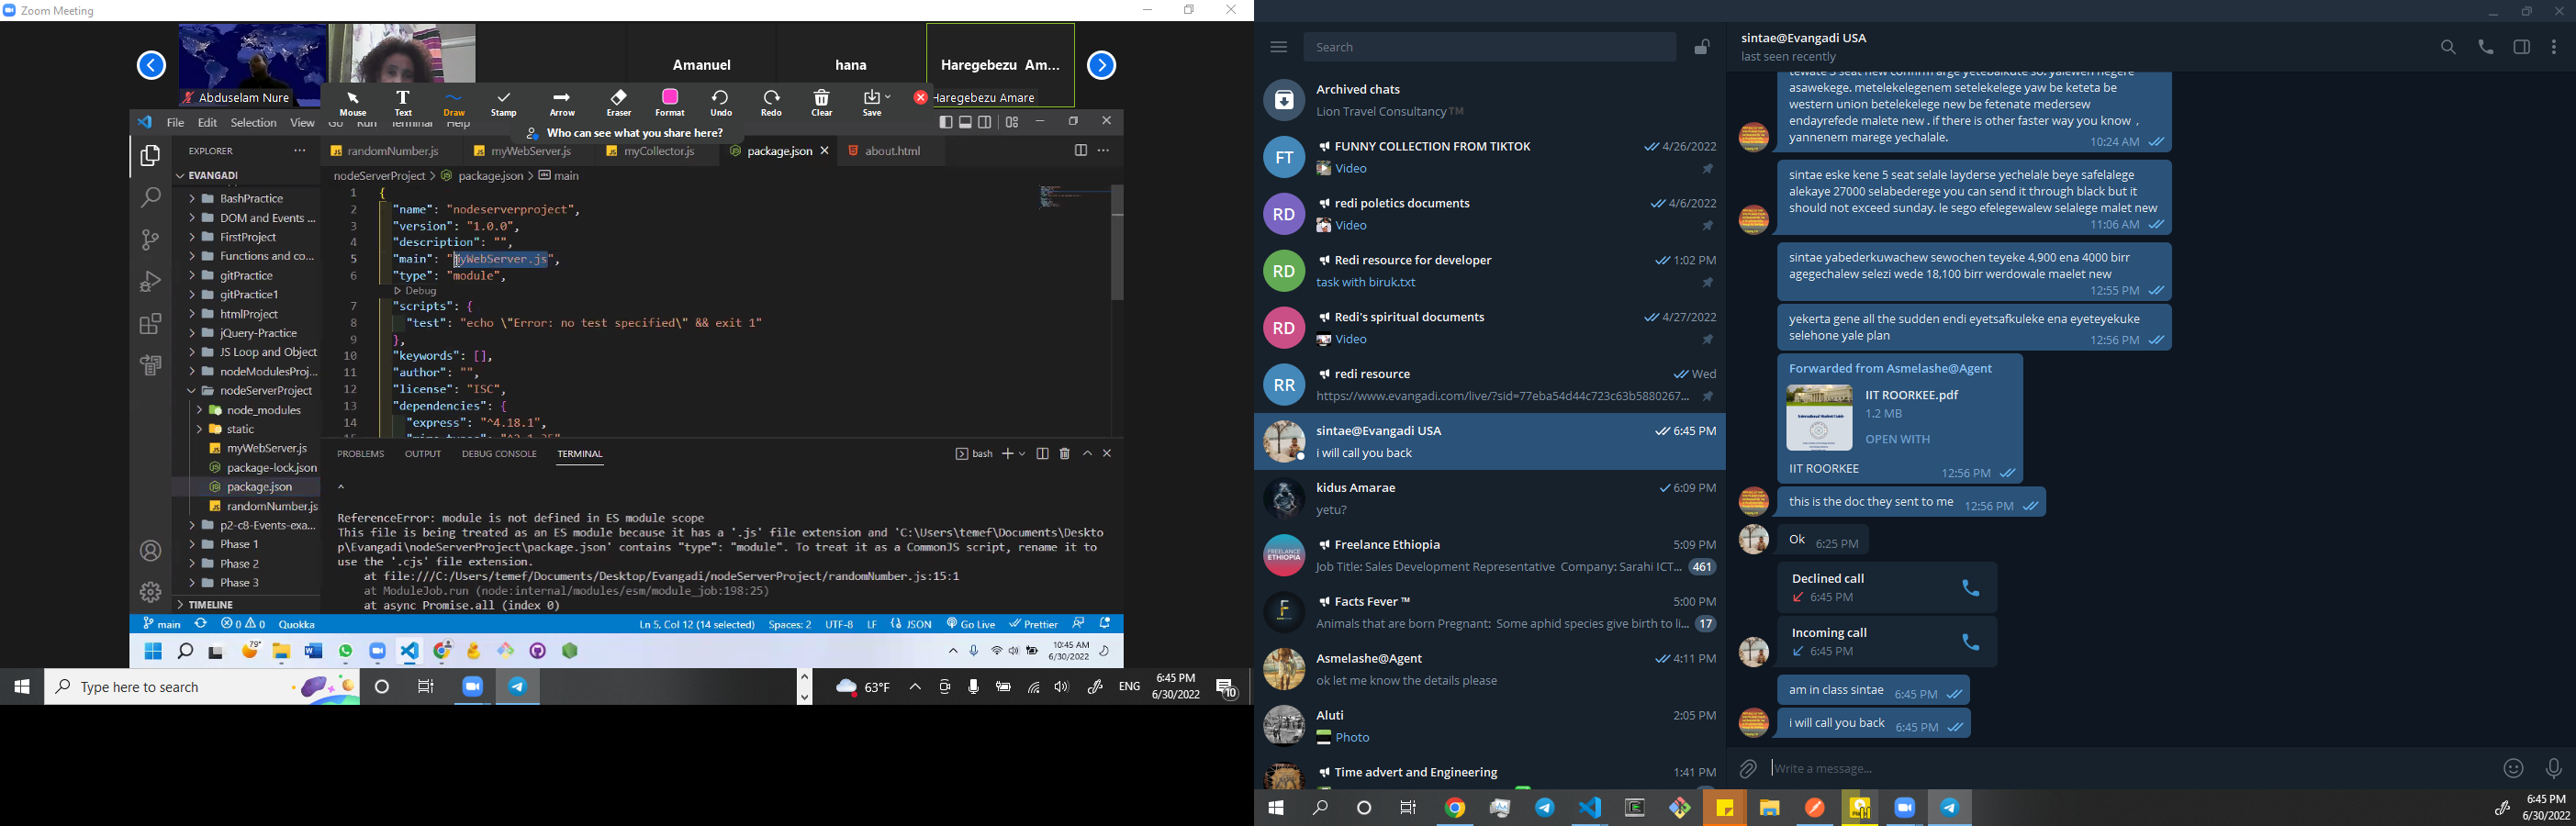 Zoom Meeting
Abduselam Nure
Amanuel
hana
Haregebezu Am...
Haregebezu Amare
Mouse
Text
Draw
Stamp
Arrow
Eraser
Format
Undo
Redo
Clear
Save
Who can see what you share here?
File Edit Selection View Go Run Terminal Help
EXPLORER
randomNumber.js
myWebServer.js
myCollector.js
package.json
about.html
EVANGADI
nodeServerProject > package.json > main
BashPractice
DOM and Events ...
FirstProject
Functions and co...
gitPractice
gitPractice1
htmlProject
jQuery-Practice
JS Loop and Object
nodeModulesProj...
nodeServerProject
node_modules
static
myWebServer.js
package-lock.json
package.json
randomNumber.js
p2-c8-Events-exa...
Phase 1
Phase 2
Phase 3
TIMELINE
1 {
2 "name": "nodeserverproject",
3 "version": "1.0.0",
4 "description": "",
5 "main": "myWebServer.js",
6 "type": "module",
Debug
7 "scripts": {
8 "test": "echo \"Error: no test specified\" && exit 1"
9 },
10 "keywords": [],
11 "author": "",
12 "license": "ISC",
13 "dependencies": {
14 "express": "^4.18.1",
PROBLEMS OUTPUT DEBUG CONSOLE TERMINAL
bash
^
ReferenceError: module is not defined in ES module scope
This file is being treated as an ES module because it has a '.js' file extension and 'C:\Users\temef\Documents\Deskto
p\Evangadi\nodeServerProject\package.json' contains "type": "module". To treat it as a CommonJS script, rename it to
use the '.cjs' file extension.
at file:///C:/Users/temef/Documents/Desktop/Evangadi/nodeServerProject/randomNumber.js:15:1
at ModuleJob.run (node:internal/modules/esm/module_job:198:25)
at async Promise.all (index 0)
main
0 0
Quokka
Ln 5, Col 12 (14 selected)
Spaces: 2
UTF-8
LF
JSON
Go Live
Prettier
79°
10:45 AM
6/30/2022
Type here to search
63°F
ENG
6:45 PM
6/30/2022
10
Search
Archived chats
Lion Travel Consultancy™
FT
FUNNY COLLECTION FROM TIKTOK
4/26/2022
Video
RD
redi poletics documents
4/6/2022
Video
RD
Redi resource for developer
1:02 PM
task with biruk.txt
RD
Redi's spiritual documents
4/27/2022
Video
RR
redi resource
Wed
https://www.evangadi.com/live/?sid=77eba54d44c723c63b5880267...
sintae@Evangadi USA
6:45 PM
i will call you back
kidus Amarae
6:09 PM
yetu?
FREELANCE
ETHIOPIA
Freelance Ethiopia
5:09 PM
Job Title: Sales Development Representative Company: Sarahi ICT...
461
Facts Fever ™
5:00 PM
Animals that are born Pregnant: Some aphid species give birth to li...
17
Asmelashe@Agent
4:11 PM
ok let me know the details please
Aluti
2:05 PM
Photo
Time advert and Engineering
1:41 PM
sintae@Evangadi USA
last seen recently
tewate 5 seat new confirm arge yetebalkute so. yalewen negere
asawekege. metelekelegenem setelekelege yaw be keteta be
western union betelekelege new be fetenate medersew
endayrefede malete new . if there is other faster way you know ,
yannenem marege yechalale.
10:24 AM
sintae eske kene 5 seat selale layderse yechelale beye safelalege
alekaye 27000 selabederege you can send it through black but it
should not exceed sunday. le sego efelegewalew selalege malet new
11:06 AM
sintae yabederkuwachew sewochen teyeke 4,900 ena 4000 birr
agegechalew selezi wede 18,100 birr werdowale maelet new
12:55 PM
yekerta gene all the sudden endi eyetsafkuleke ena eyeteyekuke
selehone yale plan
12:56 PM
Forwarded from Asmelashe@Agent
IIT ROORKEE.pdf
1.2 MB
OPEN WITH
IIT ROORKEE
12:56 PM
this is the doc they sent to me
12:56 PM
Ok
6:25 PM
Declined call
6:45 PM
Incoming call
6:45 PM
am in class sintae
6:45 PM
i will call you back
6:45 PM
Write a message...
6:45 PM
6/30/2022